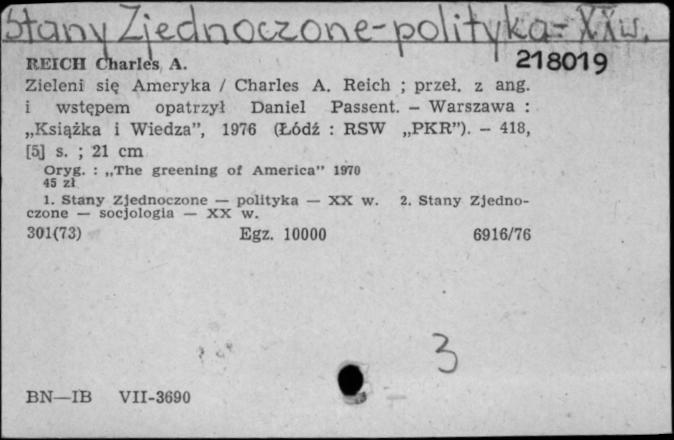 Stany Zjednoczone-polityka-XXw.
REICH Charles A.
218019
Zieleni się Ameryka / Charles A. Reich ; przeł. z ang.
i wstępem opatrzył Daniel Passent. – Warszawa :
„Książka i Wiedza”, 1976 (Łódź : RSW „PKR”). – 418,
[5] s. ; 21 cm
Oryg. : „The greening of America” 1970
45 zł
1. Stany Zjednoczone — polityka — XX w. 2. Stany Zjedno-
czone — socjologia — XX w.
301(73) Egz. 10000 6916/76
3
BN—IB VII-3690